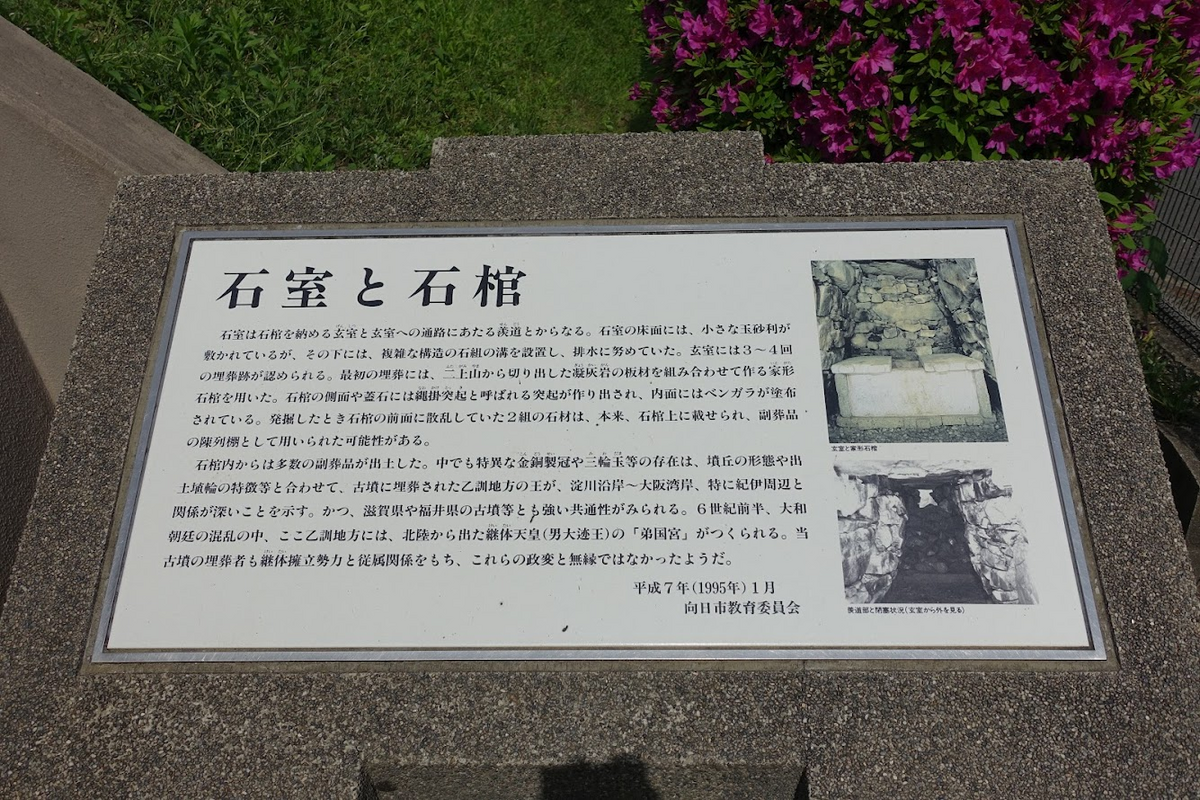 石室と石棺
石室は石棺を納める玄室と玄室への通路にあたる羨道とからなる。石室の床面には、小さな玉砂利が
敷かれているが、その下には、複雑な構造の石組の溝を設置し、排水に努めていた。玄室には3〜4回
の埋葬跡が認められる。最初の埋葬には、二上山から切り出した凝灰岩の板材を組み合わせて作る家形
石棺を用いた。石棺の側面や蓋石には縄掛突起と呼ばれる突起が作り出され、内面にはベンガラが塗布
されている。発掘したとき石棺の前面に散乱していた2組の石材は、本来、石棺上に載せられ、副葬品
の陳列棚として用いられた可能性がある。
石棺内からは多数の副葬品が出土した。中でも特異な金銅製冠や三輪玉等の存在は、墳丘の形態や出
土埴輪の特徴等と合わせて、古墳に埋葬された乙訓地方の王が、淀川沿岸〜大阪湾岸、特に紀伊周辺と
関係が深いことを示す。かつ、滋賀県や福井県の古墳等とも強い共通性がみられる。6世紀前半、大和
朝廷の混乱の中、ここ乙訓地方には、北陸から出た継体天皇(男大迹王)の「弟国宮」がつくられる。当
古墳の埋葬者も継体擁立勢力と従属関係をもち、これらの政変と無縁ではなかったようだ。
平成7年(1995年)1月
向日市教育委員会
玄室と家形石棺
羨道部と閉塞状況(玄室から外を見る)